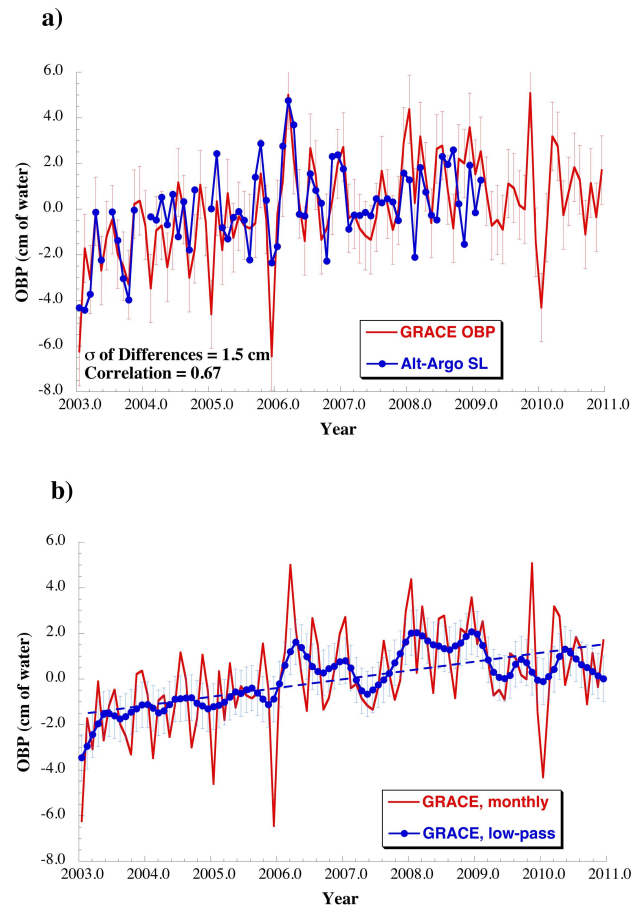 a)
6.0
4.0
2.0
0.0
-2.0
-4.0
-6.0
-8.0
OBP (cm of water)
GRACE OBP
Alt-Argo SL
σ of Differences = 1.5 cm
Correlation = 0.67
2003.0 2004.0 2005.0 2006.0 2007.0 2008.0 2009.0 2010.0 2011.0
Year
b)
6.0
4.0
2.0
0.0
-2.0
-4.0
-6.0
-8.0
OBP (cm of water)
GRACE, monthly
GRACE, low-pass
2003.0 2004.0 2005.0 2006.0 2007.0 2008.0 2009.0 2010.0 2011.0
Year